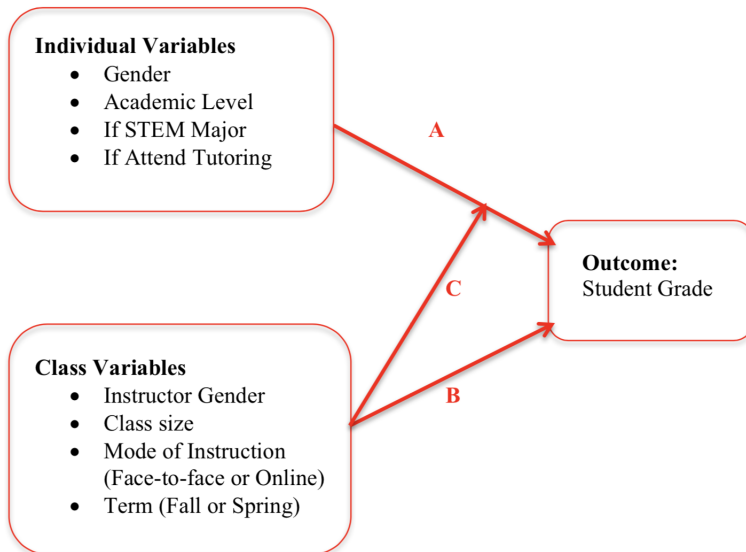 Individual Variables
• Gender
• Academic Level
• If STEM Major
• If Attend Tutoring
A
Outcome:
Student Grade
C
Class Variables
• Instructor Gender
• Class size
• Mode of Instruction
(Face-to-face or Online)
• Term (Fall or Spring)
B